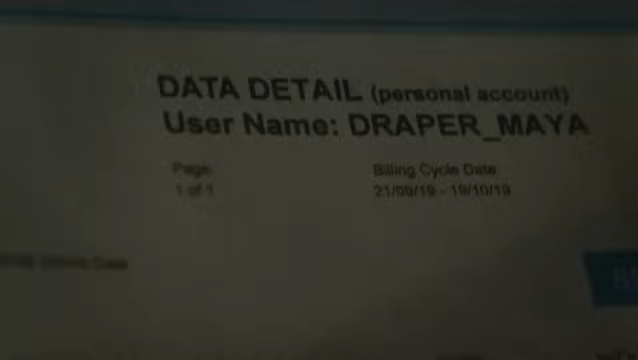 DATA DETAIL (personal account)
User Name: DRAPER_MAYA
Page:
1 of 1
Billing Cycle Date:
21/09/19 - 19/10/19